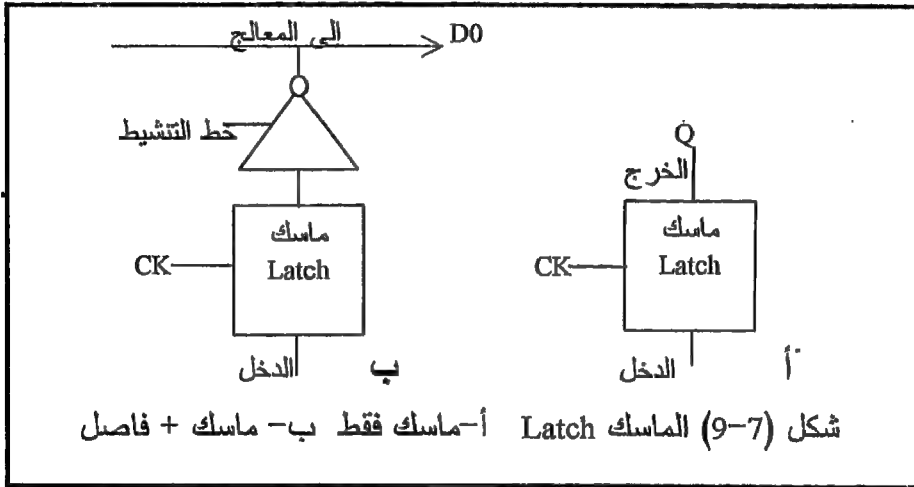 الى المعالج D0
خط التنشيط
Q
الخرج
ماسك
Latch
CK
الدخل
أ
ماسك
Latch
CK
الدخل
ب
شكل (7-9) الماسك Latch أ-ماسك فقط ب- ماسك + فاصل